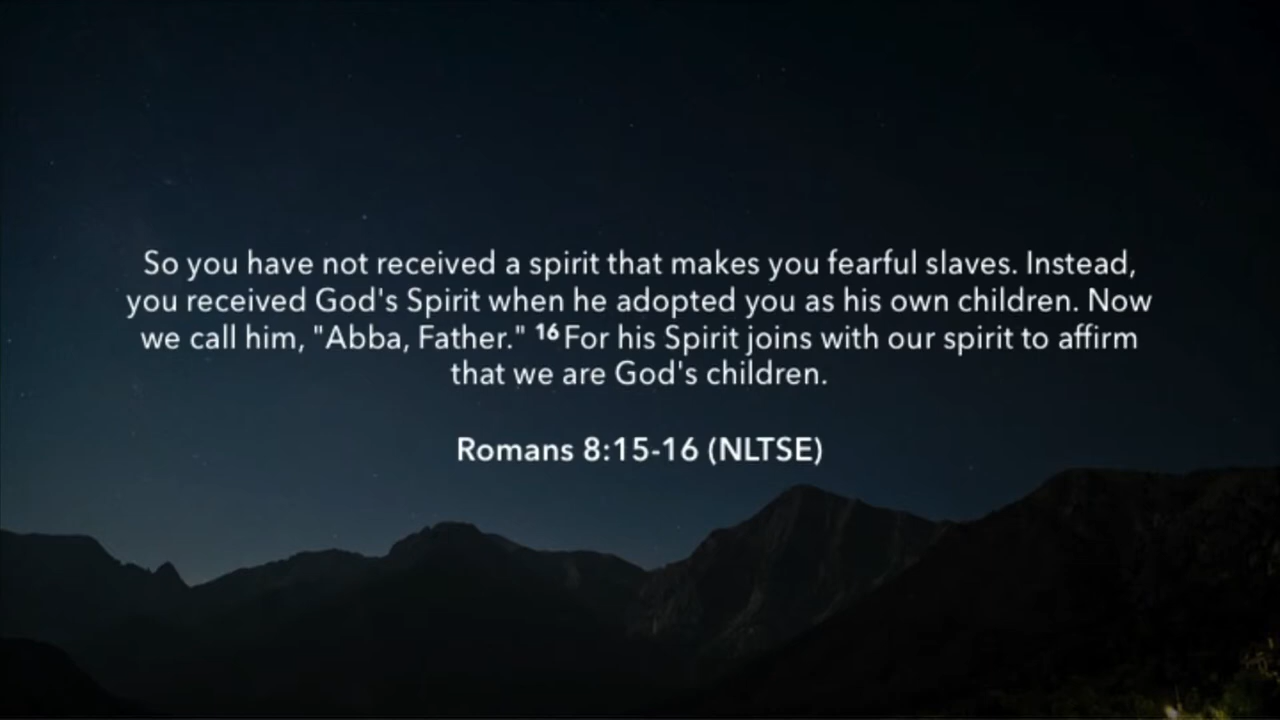 So you have not received a spirit that makes you fearful slaves. Instead,
you received God's Spirit when he adopted you as his own children. Now
we call him, "Abba, Father." 16 For his Spirit joins with our spirit to affirm
that we are God's children.
Romans 8:15-16 (NLTSE)